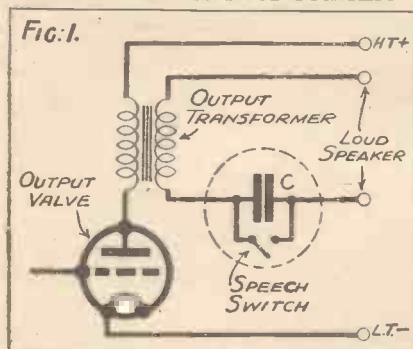 FIG:1.
HT+
OUTPUT
TRANSFORMER
LOUD
SPEAKER
OUTPUT
VALVE
C
SPEECH
SWITCH
L.T.-